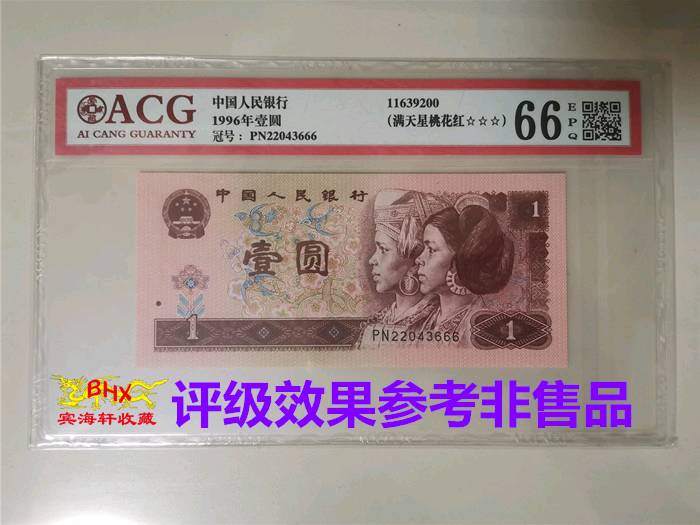 ACG
AI CANG GUARANTY
中国人民银行
1996年壹圆
冠号： PN22043666
11639200
(满天星桃花红☆☆☆)
66
E
P
Q
中国人民银行
1
壹圆
PN22043666
1
1
BHX
宾海轩收藏
评级效果参考非售品